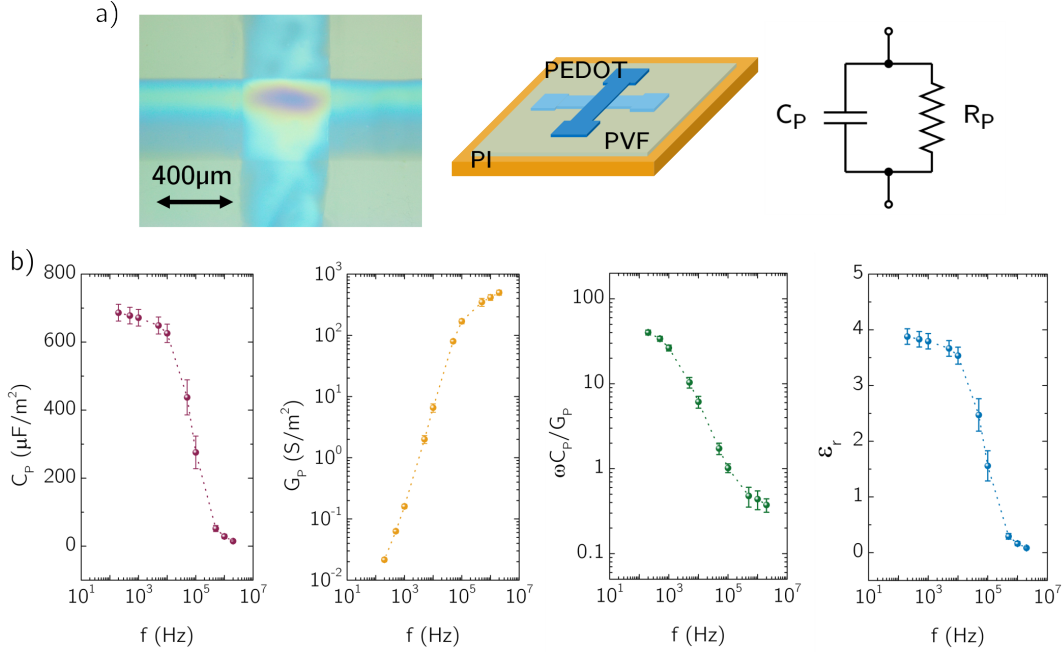 a)
400μm
PEDOT
PVF
PI
C_P
R_P
b)
C_P (μF/m²)
800
600
400
200
0
10¹ 10³ 10⁵ 10⁷
f (Hz)
G_P (S/m²)
10³
10²
10¹
10⁰
10⁻¹
10⁻²
10¹ 10³ 10⁵ 10⁷
f (Hz)
ωC_P/G_P
100
10
1
0.1
10¹ 10³ 10⁵ 10⁷
f (Hz)
ε_r
5
4
3
2
1
0
10¹ 10³ 10⁵ 10⁷
f (Hz)